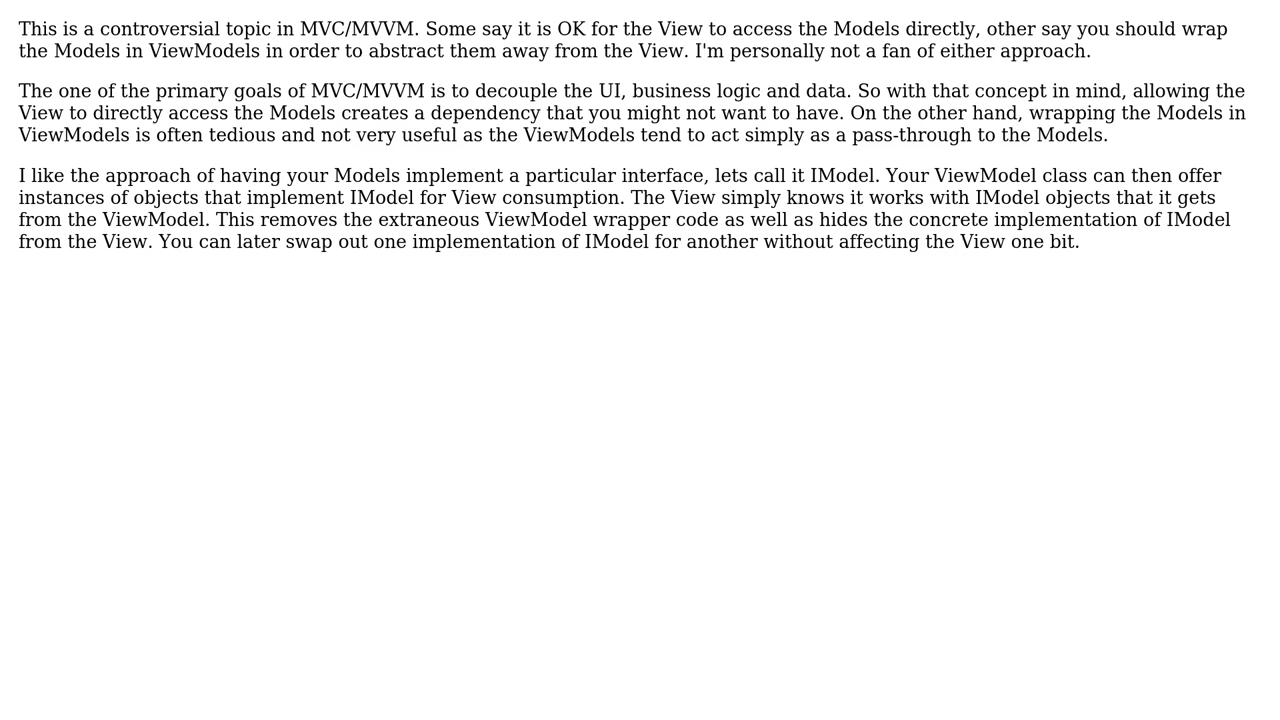 This is a controversial topic in MVC/MVVM. Some say it is OK for the View to access the Models directly, other say you should wrap
the Models in ViewModels in order to abstract them away from the View. I'm personally not a fan of either approach.
The one of the primary goals of MVC/MVVM is to decouple the UI, business logic and data. So with that concept in mind, allowing the
View to directly access the Models creates a dependency that you might not want to have. On the other hand, wrapping the Models in
ViewModels is often tedious and not very useful as the ViewModels tend to act simply as a pass-through to the Models.
I like the approach of having your Models implement a particular interface, lets call it IModel. Your ViewModel class can then offer
instances of objects that implement IModel for View consumption. The View simply knows it works with IModel objects that it gets
from the ViewModel. This removes the extraneous ViewModel wrapper code as well as hides the concrete implementation of IModel
from the View. You can later swap out one implementation of IModel for another without affecting the View one bit.